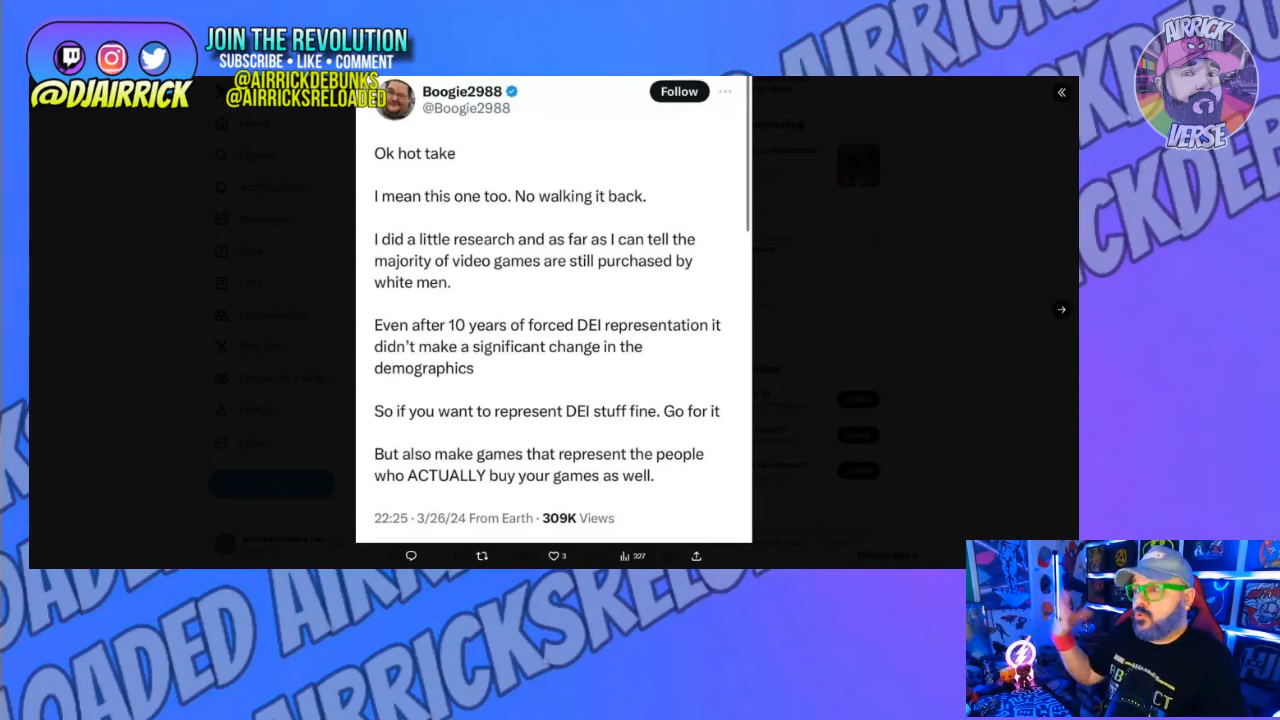 JOIN THE REVOLUTION
SUBSCRIBE • LIKE • COMMENT
@AIRRICKDEBUNKS
@AIRRICKSRELOADED
@DJAIRRICK
AIRRICK
VERSE
Boogie2988
@Boogie2988
Follow
Ok hot take
I mean this one too. No walking it back.
I did a little research and as far as I can tell the
majority of video games are still purchased by
white men.
Even after 10 years of forced DEI representation it
didn't make a significant change in the
demographics
So if you want to represent DEI stuff fine. Go for it
But also make games that represent the people
who ACTUALLY buy your games as well.
22:25 · 3/26/24 From Earth · 309K Views
3
327
AIRRICKSRELOADED